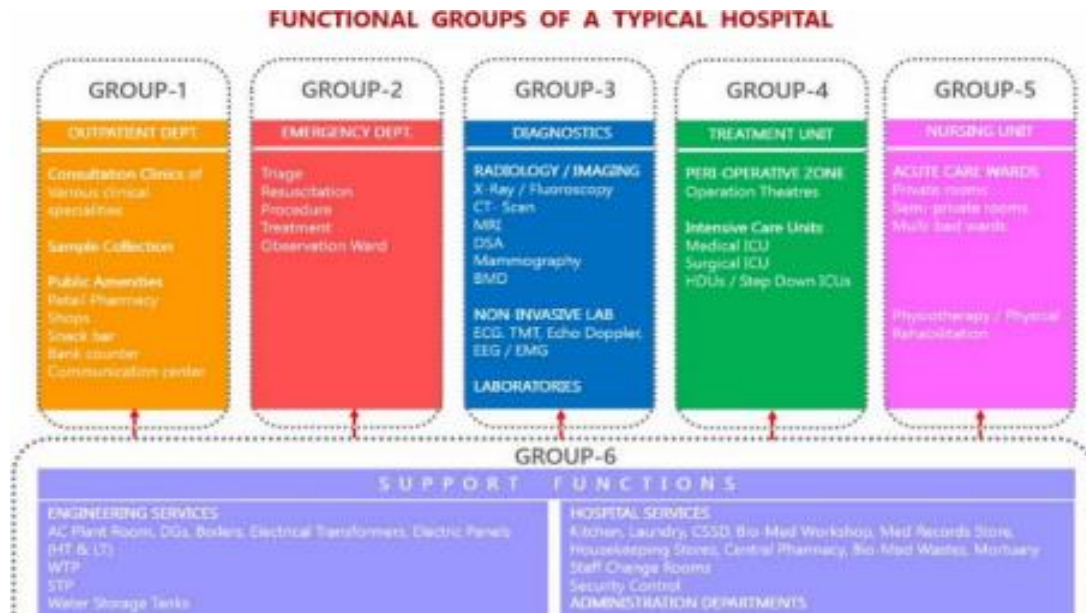 FUNCTIONAL GROUPS OF A TYPICAL HOSPITAL
GROUP-1
OUTPATIENT DEPT.
Consultation Clinics of
Various clinical
specialities
Sample Collection
Public Amenities
Retail Pharmacy
Shops
Snack bar
Bank counter
Communication center
GROUP-2
EMERGENCY DEPT.
Triage
Resuscitation
Procedure
Treatment
Observation Ward
GROUP-3
DIAGNOSTICS
RADIOLOGY / IMAGING
X-Ray / Fluoroscopy
CT- Scan
MRI
DSA
Mammography
BMD
NON-INVASIVE LAB
ECG, TMT, Echo Doppler,
EEG / EMG
LABORATORIES
GROUP-4
TREATMENT UNIT
PERI-OPERATIVE ZONE
Operation Theatres
Intensive Care Units
Medical ICU
Surgical ICU
HDUs / Step Down ICUs
GROUP-5
NURSING UNIT
ACUTE CARE WARDS
Private rooms
Semi-private rooms
Multi bed wards
Physiotherapy / Physical
Rehabilitation
GROUP-6
SUPPORT FUNCTIONS
ENGINEERING SERVICES
AC Plant Room, DGs, Boilers, Electrical Transformers, Electric Panels
(HT & LT)
WTP
STP
Water Storage Tanks
HOSPITAL SERVICES
Kitchen, Laundry, CSSD, Bio-Med Workshop, Med Records Store,
Housekeeping Stores, Central Pharmacy, Bio-Med Wastes, Mortuary
Staff Change Rooms
Security Control
ADMINISTRATION DEPARTMENTS